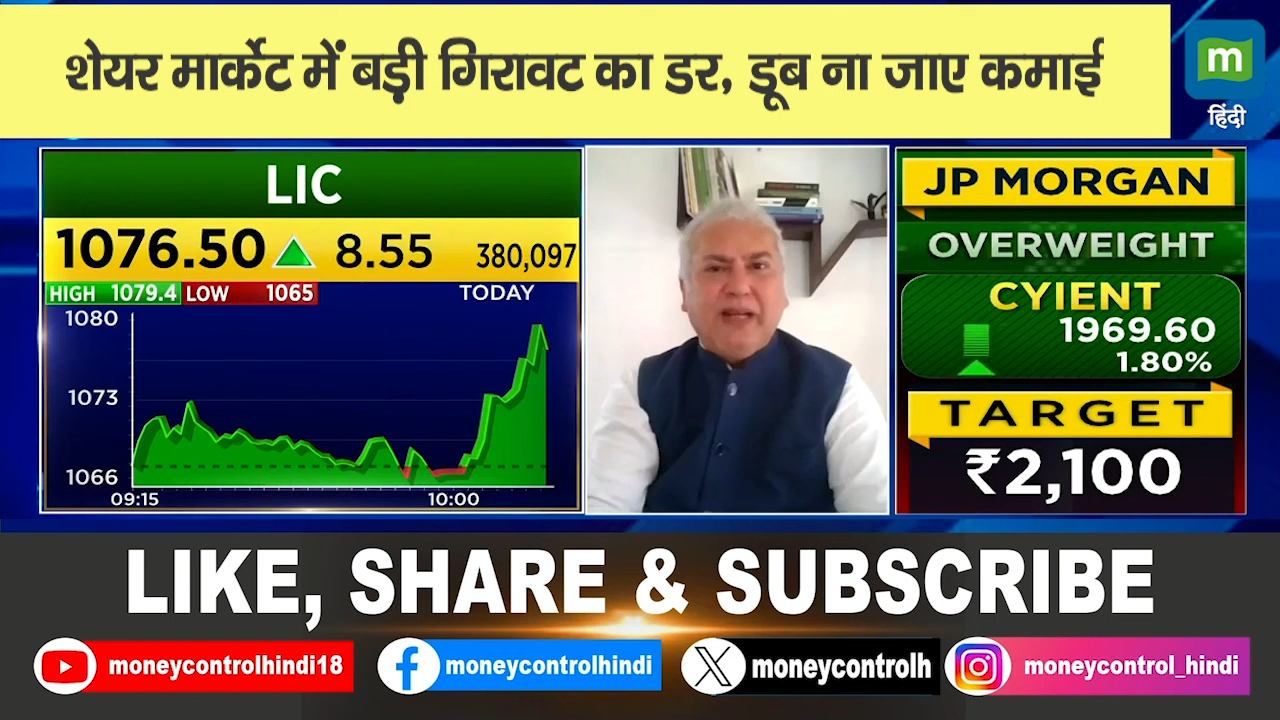 शेयर मार्केट में बड़ी गिरावट का डर, डूब ना जाए कमाई
m
हिंदी
LIC
1076.50 8.55 380,097
HIGH 1079.4 LOW 1065 TODAY
1080
1073
1066
09:15 10:00
JP MORGAN
OVERWEIGHT
CYIENT
1969.60
1.80%
TARGET
₹2,100
LIKE, SHARE & SUBSCRIBE
moneycontrolhindi18 moneycontrolhindi moneycontrolh moneycontrol_hindi